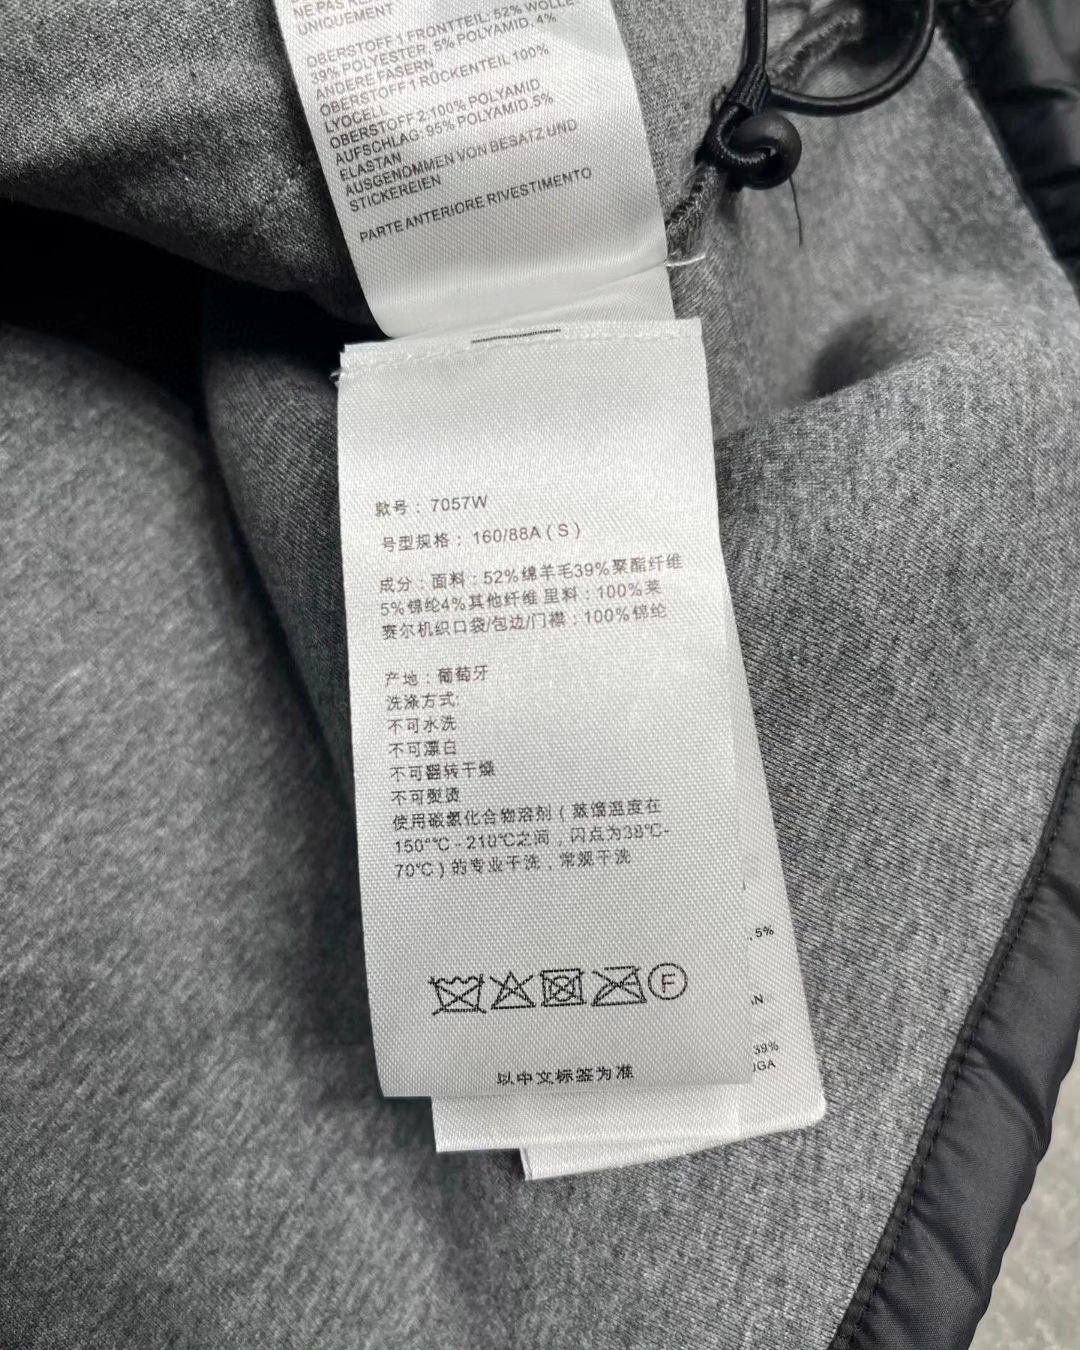 NE PAS
UNIQUEMENT
OBERSTOFF 1 FRONTTEIL: 52% WOLLE.
39% POLYESTER. 5% POLYAMID. 4%
ANDERE FASERN
OBERSTOFF 1 RÜCKENTEIL 100%
LYOCELL
OBERSTOFF 2:100% POLYAMID
AUFSCHLAG: 95% POLYAMID.5%
ELASTAN
AUSGENOMMEN VON BESATZ UND
STICKEREIEN
PARTE ANTERIORE RIVESTIMENTO
款号：7057W
号型规格：160/88A ( S )
成分：面料：52%绵羊毛39%聚酯纤维
5%锦纶4%其他纤维 里料：100%莱
赛尔机织口袋/包边/门襟：100%锦纶
产地：葡萄牙
洗涤方式:
不可水洗
不可漂白
不可翻转干燥
不可熨烫
使用碳氢化合物溶剂（蒸馏温度在
150°℃ - 210℃之间，闪点为38℃-
70℃）的专业干洗，常规干洗
F
以中文标签为准
, 5%
39%